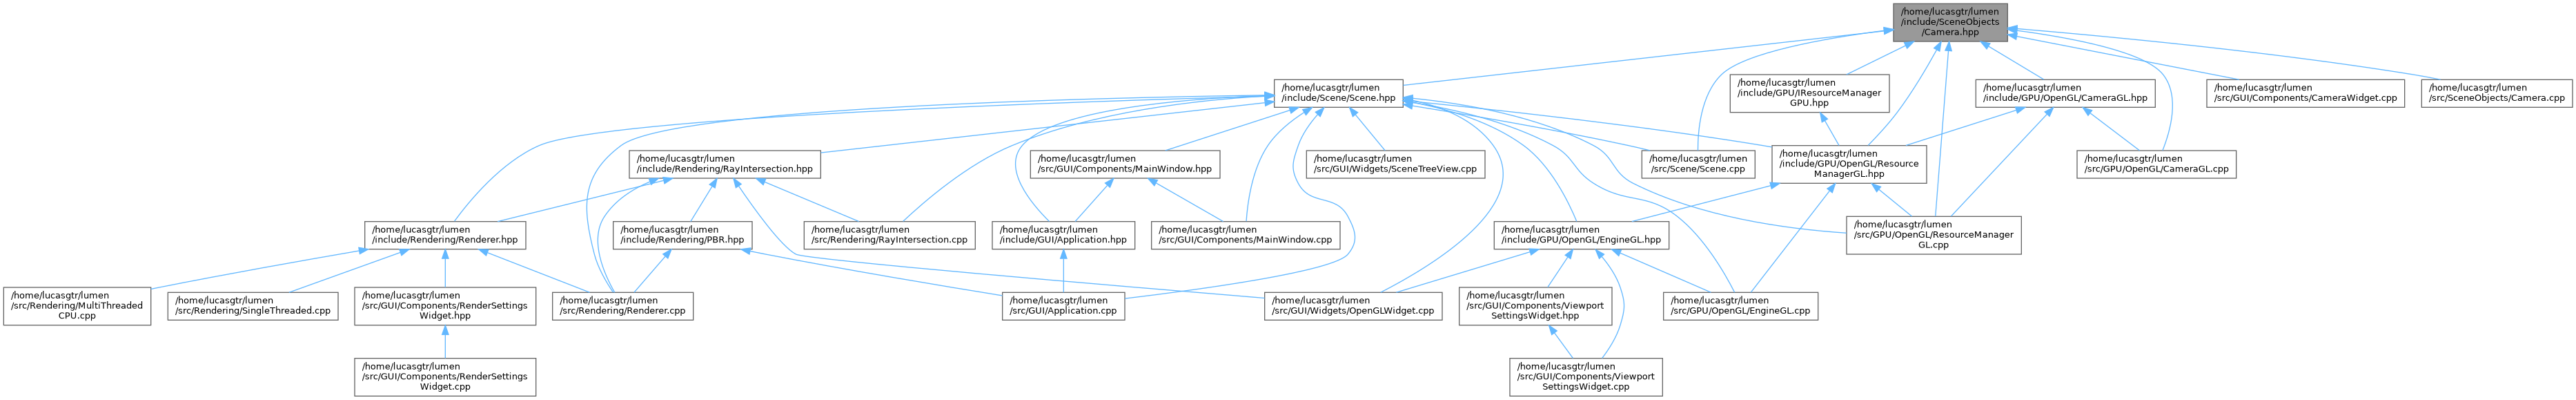 /home/lucasgtr/lumen
/include/SceneObjects
/Camera.hpp
/home/lucasgtr/lumen
/include/Scene/Scene.hpp
/home/lucasgtr/lumen
/include/GPU/IResourceManager
GPU.hpp
/home/lucasgtr/lumen
/include/GPU/OpenGL/CameraGL.hpp
/home/lucasgtr/lumen
/src/GUI/Components/CameraWidget.cpp
/home/lucasgtr/lumen
/src/SceneObjects/Camera.cpp
/home/lucasgtr/lumen
/include/Rendering/RayIntersection.hpp
/home/lucasgtr/lumen
/src/GUI/Components/MainWindow.hpp
/home/lucasgtr/lumen
/src/GUI/Widgets/SceneTreeView.cpp
/home/lucasgtr/lumen
/src/Scene/Scene.cpp
/home/lucasgtr/lumen
/include/GPU/OpenGL/Resource
ManagerGL.hpp
/home/lucasgtr/lumen
/src/GPU/OpenGL/CameraGL.cpp
/home/lucasgtr/lumen
/include/Rendering/Renderer.hpp
/home/lucasgtr/lumen
/include/Rendering/PBR.hpp
/home/lucasgtr/lumen
/src/Rendering/RayIntersection.cpp
/home/lucasgtr/lumen
/include/GUI/Application.hpp
/home/lucasgtr/lumen
/src/GUI/Components/MainWindow.cpp
/home/lucasgtr/lumen
/include/GPU/OpenGL/EngineGL.hpp
/home/lucasgtr/lumen
/src/GPU/OpenGL/ResourceManager
GL.cpp
/home/lucasgtr/lumen
/src/Rendering/MultiThreaded
CPU.cpp
/home/lucasgtr/lumen
/src/Rendering/SingleThreaded.cpp
/home/lucasgtr/lumen
/src/GUI/Components/RenderSettings
Widget.hpp
/home/lucasgtr/lumen
/src/Rendering/Renderer.cpp
/home/lucasgtr/lumen
/src/GUI/Application.cpp
/home/lucasgtr/lumen
/src/GUI/Widgets/OpenGLWidget.cpp
/home/lucasgtr/lumen
/src/GUI/Components/Viewport
SettingsWidget.hpp
/home/lucasgtr/lumen
/src/GPU/OpenGL/EngineGL.cpp
/home/lucasgtr/lumen
/src/GUI/Components/RenderSettings
Widget.cpp
/home/lucasgtr/lumen
/src/GUI/Components/Viewport
SettingsWidget.cpp